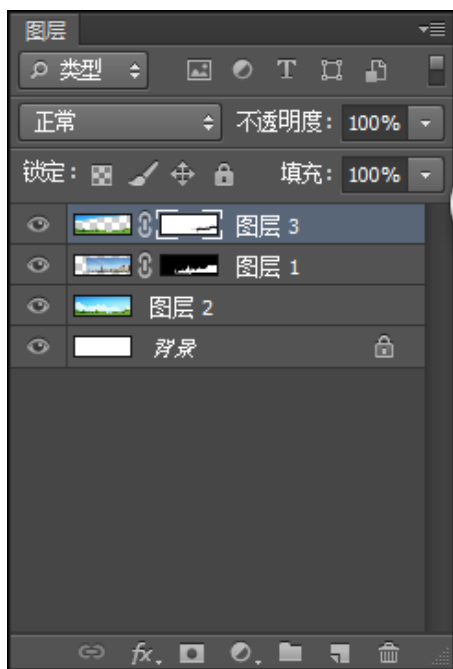 图层
类型 T
正常 不透明度: 100%
锁定: 填充: 100%
图层 3
图层 1
图层 2
背景
fx.